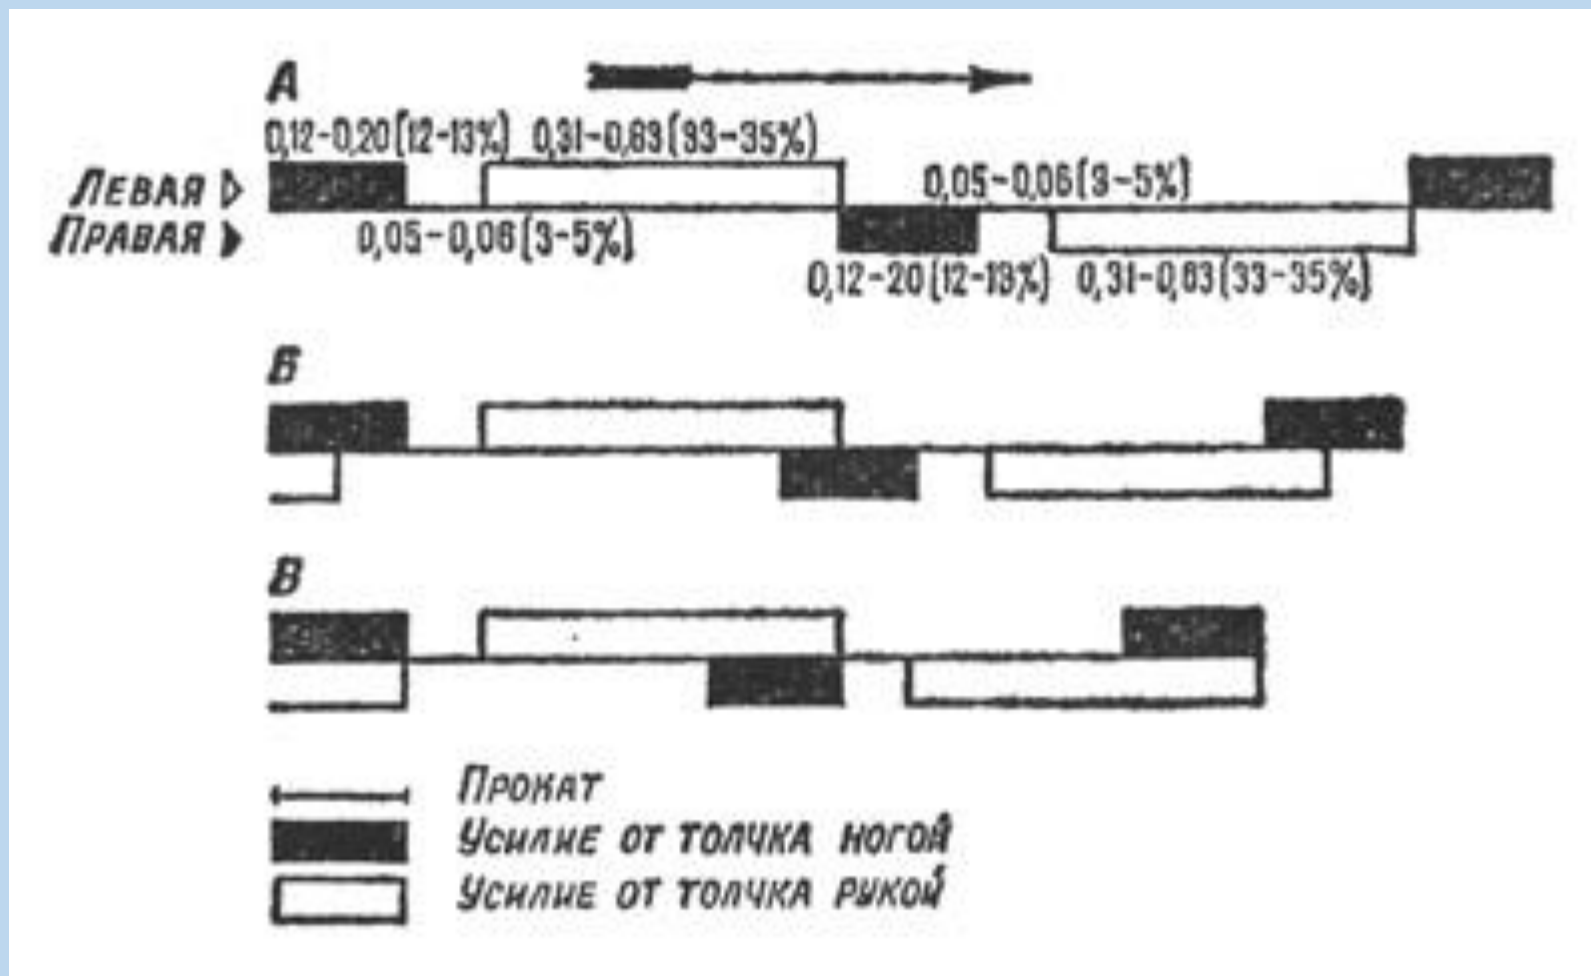 А
0,12-0,20(12-13%) 0,31-0,63(33-35%)
ЛЕВАЯ
0,05-0,06(3-5%)
ПРАВАЯ
0,05-0,06(3-5%)
0,12-20(12-13%) 0,31-0,63(33-35%)
Б
В
ПРОКАТ
УСИЛИЕ ОТ ТОЛЧКА НОГОЙ
УСИЛИЕ ОТ ТОЛЧКА РУКОЙ